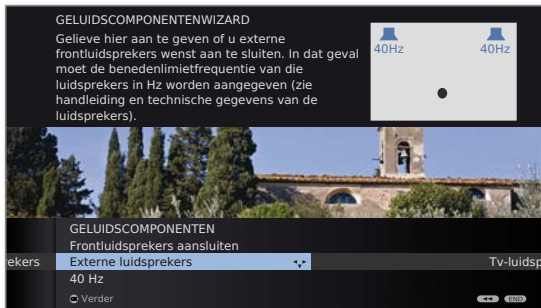 GELUIDSCOMPONENTENWIZARD
Gelieve hier aan te geven of u externe
frontluidsprekers wenst aan te sluiten. In dat geval
moet de benedenlimietfrequentie van die
luidsprekers in Hz worden aangegeven (zie
handleiding en technische gegevens van de
luidsprekers).
40Hz 40Hz
GELUIDSCOMPONENTEN
Frontluidsprekers aansluiten
ekers Externe luidsprekers Tv-luidsp
40 Hz
OK Verder END